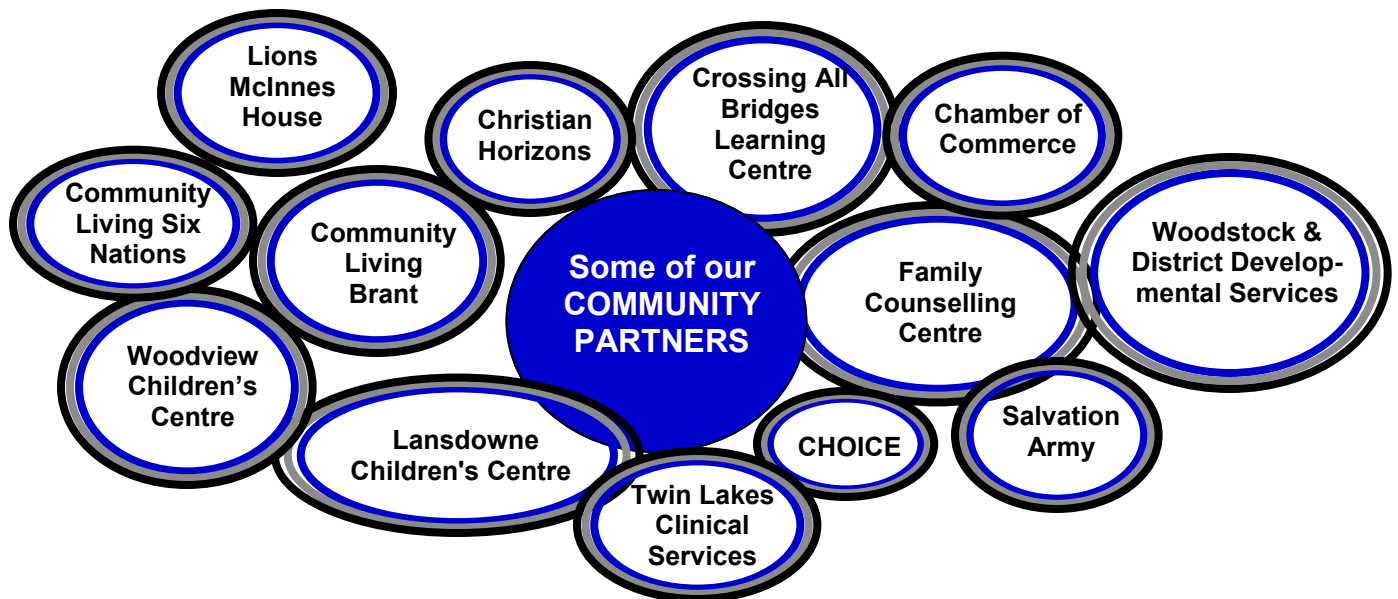 Lions
McInnes
House
Christian
Horizons
Crossing All
Bridges
Learning
Centre
Chamber of
Commerce
Community
Living Six
Nations
Community
Living
Brant
Some of our
COMMUNITY
PARTNERS
Family
Counselling
Centre
Woodstock &
District Develop-
mental Services
Woodview
Children’s
Centre
Lansdowne
Children's Centre
CHOICE
Salvation
Army
Twin Lakes
Clinical
Services